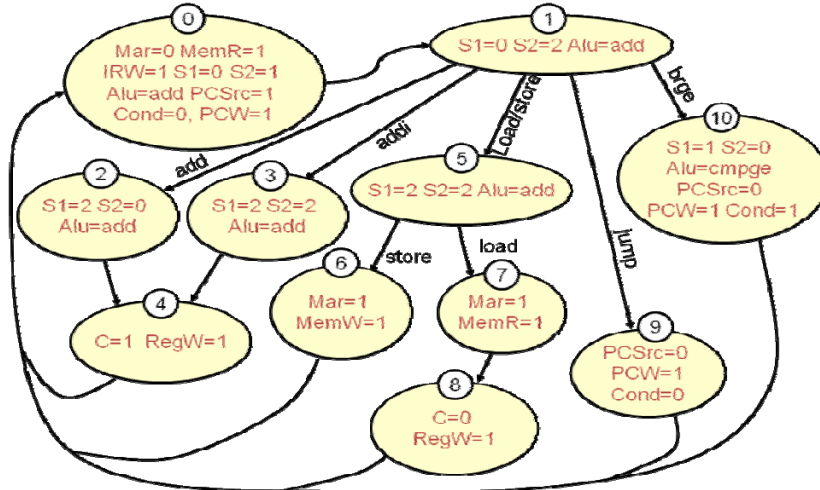 0
Mar=0 MemR=1
IRW=1 S1=0 S2=1
Alu=add PCSrc=1
Cond=0, PCW=1
1
S1=0 S2=2 Alu=add
add
addi
Load/store
jump
brge
2
S1=2 S2=0
Alu=add
3
S1=2 S2=2
Alu=add
5
S1=2 S2=2 Alu=add
10
S1=1 S2=0
Alu=cmpge
PCSrc=0
PCW=1 Cond=1
store
load
4
C=1 RegW=1
6
Mar=1
MemW=1
7
Mar=1
MemR=1
9
PCSrc=0
PCW=1
Cond=0
8
C=0
RegW=1